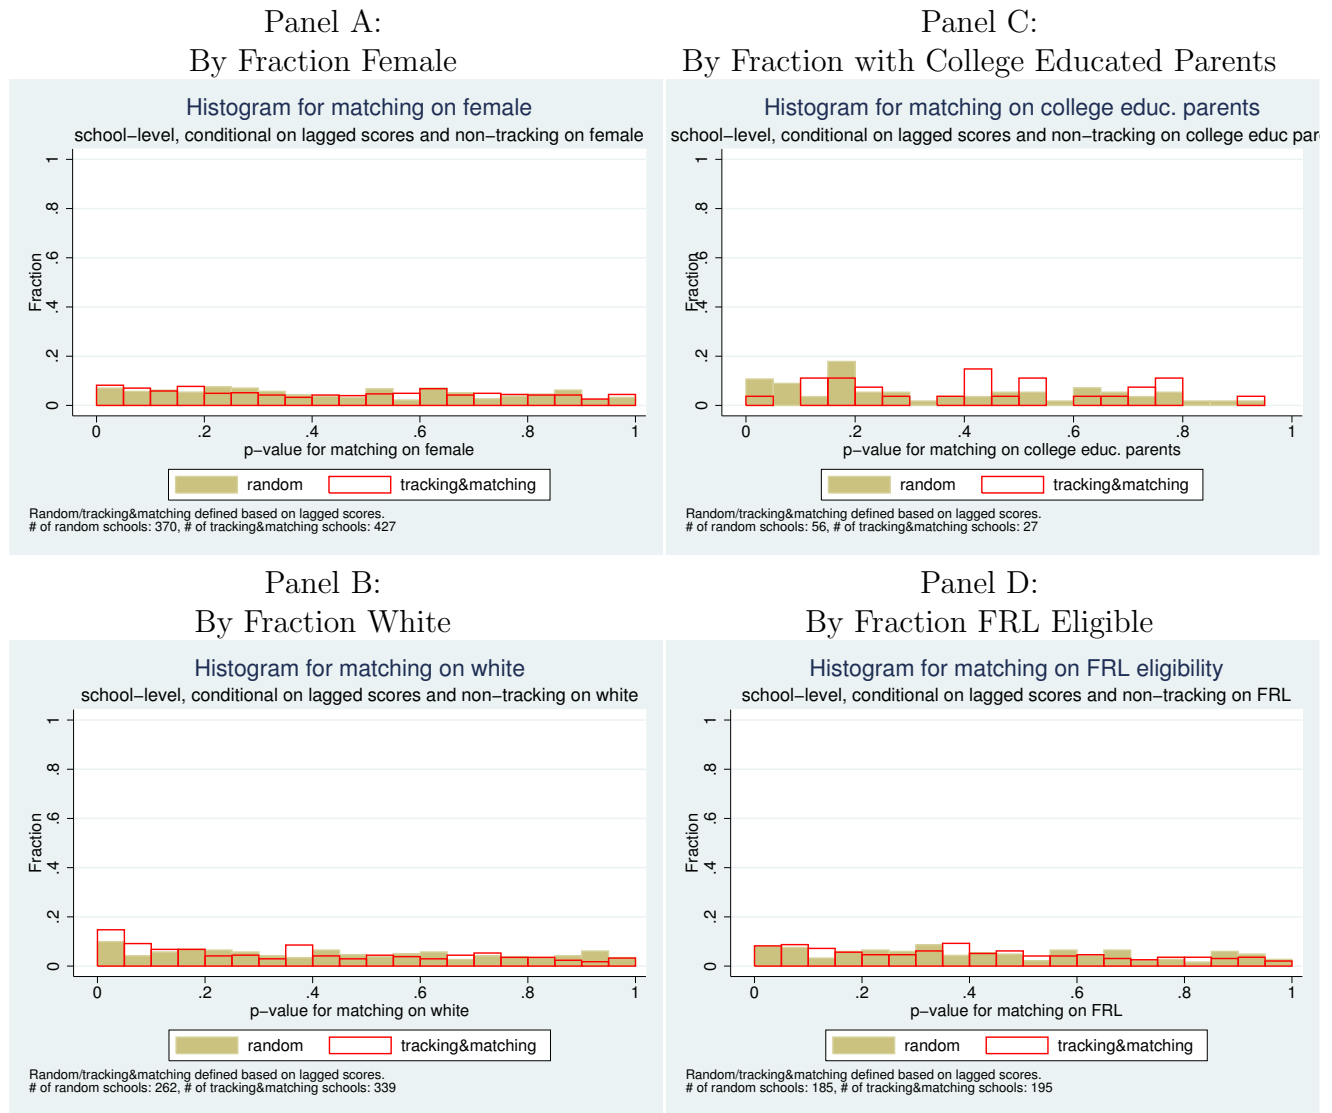 Panel A:
By Fraction Female
Histogram for matching on female
school−level, conditional on lagged scores and non−tracking on female
Fraction
1
.8
.6
.4
.2
0
0 .2 .4 .6 .8 1
p−value for matching on female
random tracking&matching
Random/tracking&matching defined based on lagged scores.
# of random schools: 370, # of tracking&matching schools: 427
Panel C:
By Fraction with College Educated Parents
Histogram for matching on college educ. parents
school−level, conditional on lagged scores and non−tracking on college educ par
Fraction
1
.8
.6
.4
.2
0
0 .2 .4 .6 .8 1
p−value for matching on college educ. parents
random tracking&matching
Random/tracking&matching defined based on lagged scores.
# of random schools: 56, # of tracking&matching schools: 27
Panel B:
By Fraction White
Histogram for matching on white
school−level, conditional on lagged scores and non−tracking on white
Fraction
1
.8
.6
.4
.2
0
0 .2 .4 .6 .8 1
p−value for matching on white
random tracking&matching
Random/tracking&matching defined based on lagged scores.
# of random schools: 262, # of tracking&matching schools: 339
Panel D:
By Fraction FRL Eligible
Histogram for matching on FRL eligibility
school−level, conditional on lagged scores and non−tracking on FRL
Fraction
1
.8
.6
.4
.2
0
0 .2 .4 .6 .8 1
p−value for matching on FRL
random tracking&matching
Random/tracking&matching defined based on lagged scores.
# of random schools: 185, # of tracking&matching schools: 195